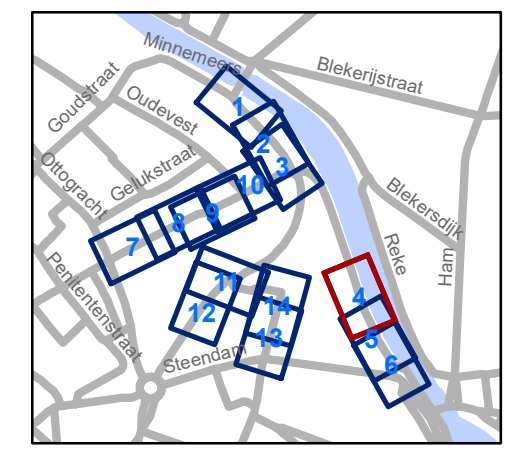 Minnemeers
Blekerijstraat
Goudstraat
Oudevest
1
2
3
Ottogracht
Gelukstraat
10
Blekersdijk
9
8
7
Reke
Ham
Penitentenstraat
11
14
4
12
13
5
Steendam
6